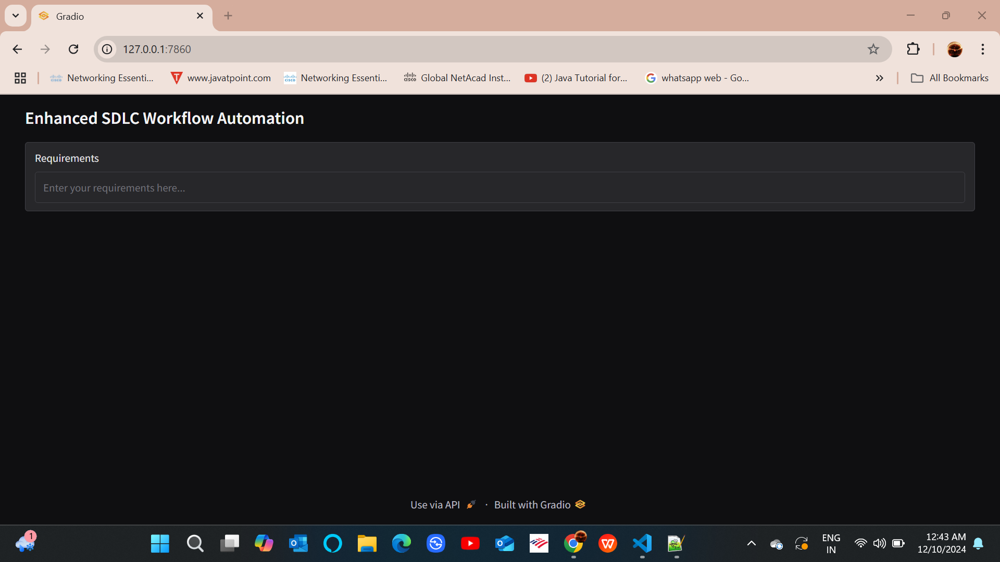 Gradio
127.0.0.1:7860
Networking Essenti...
www.javatpoint.com
Networking Essenti...
Global NetAcad Inst...
(2) Java Tutorial for...
whatsapp web - Go...
All Bookmarks
Enhanced SDLC Workflow Automation
Requirements
Enter your requirements here...
Use via API
·
Built with Gradio
1
ENG
IN
12:43 AM
12/10/2024